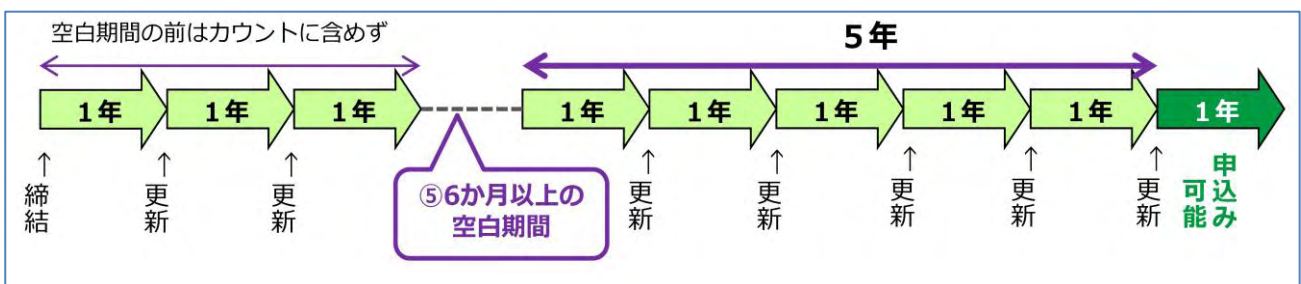 空白期間の前はカウントに含めず
5年
1年
1年
1年
1年
1年
1年
1年
1年
1年
↑締結
↑更新
↑更新
⑤6か月以上の
空白期間
↑更新
↑更新
↑更新
↑更新
↑更新
申込み
可能